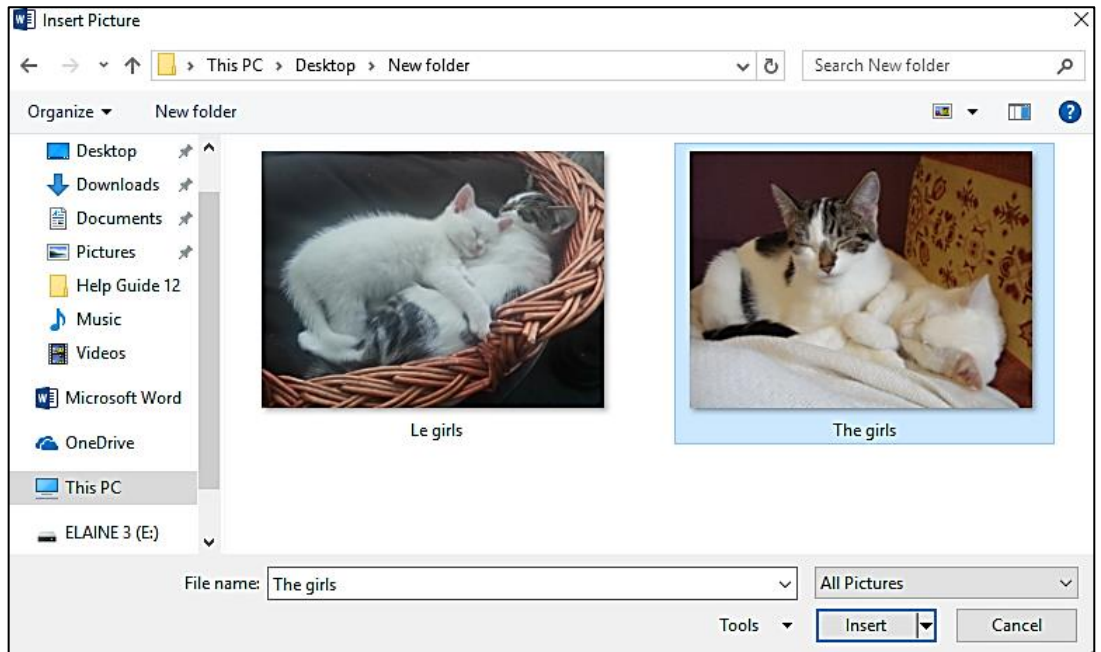 Insert Picture
This PC > Desktop > New folder
Search New folder
Organize
New folder
Desktop
Downloads
Documents
Pictures
Help Guide 12
Music
Videos
Microsoft Word
OneDrive
This PC
ELAINE 3 (E:)
Le girls
The girls
File name: The girls
All Pictures
Tools
Insert
Cancel